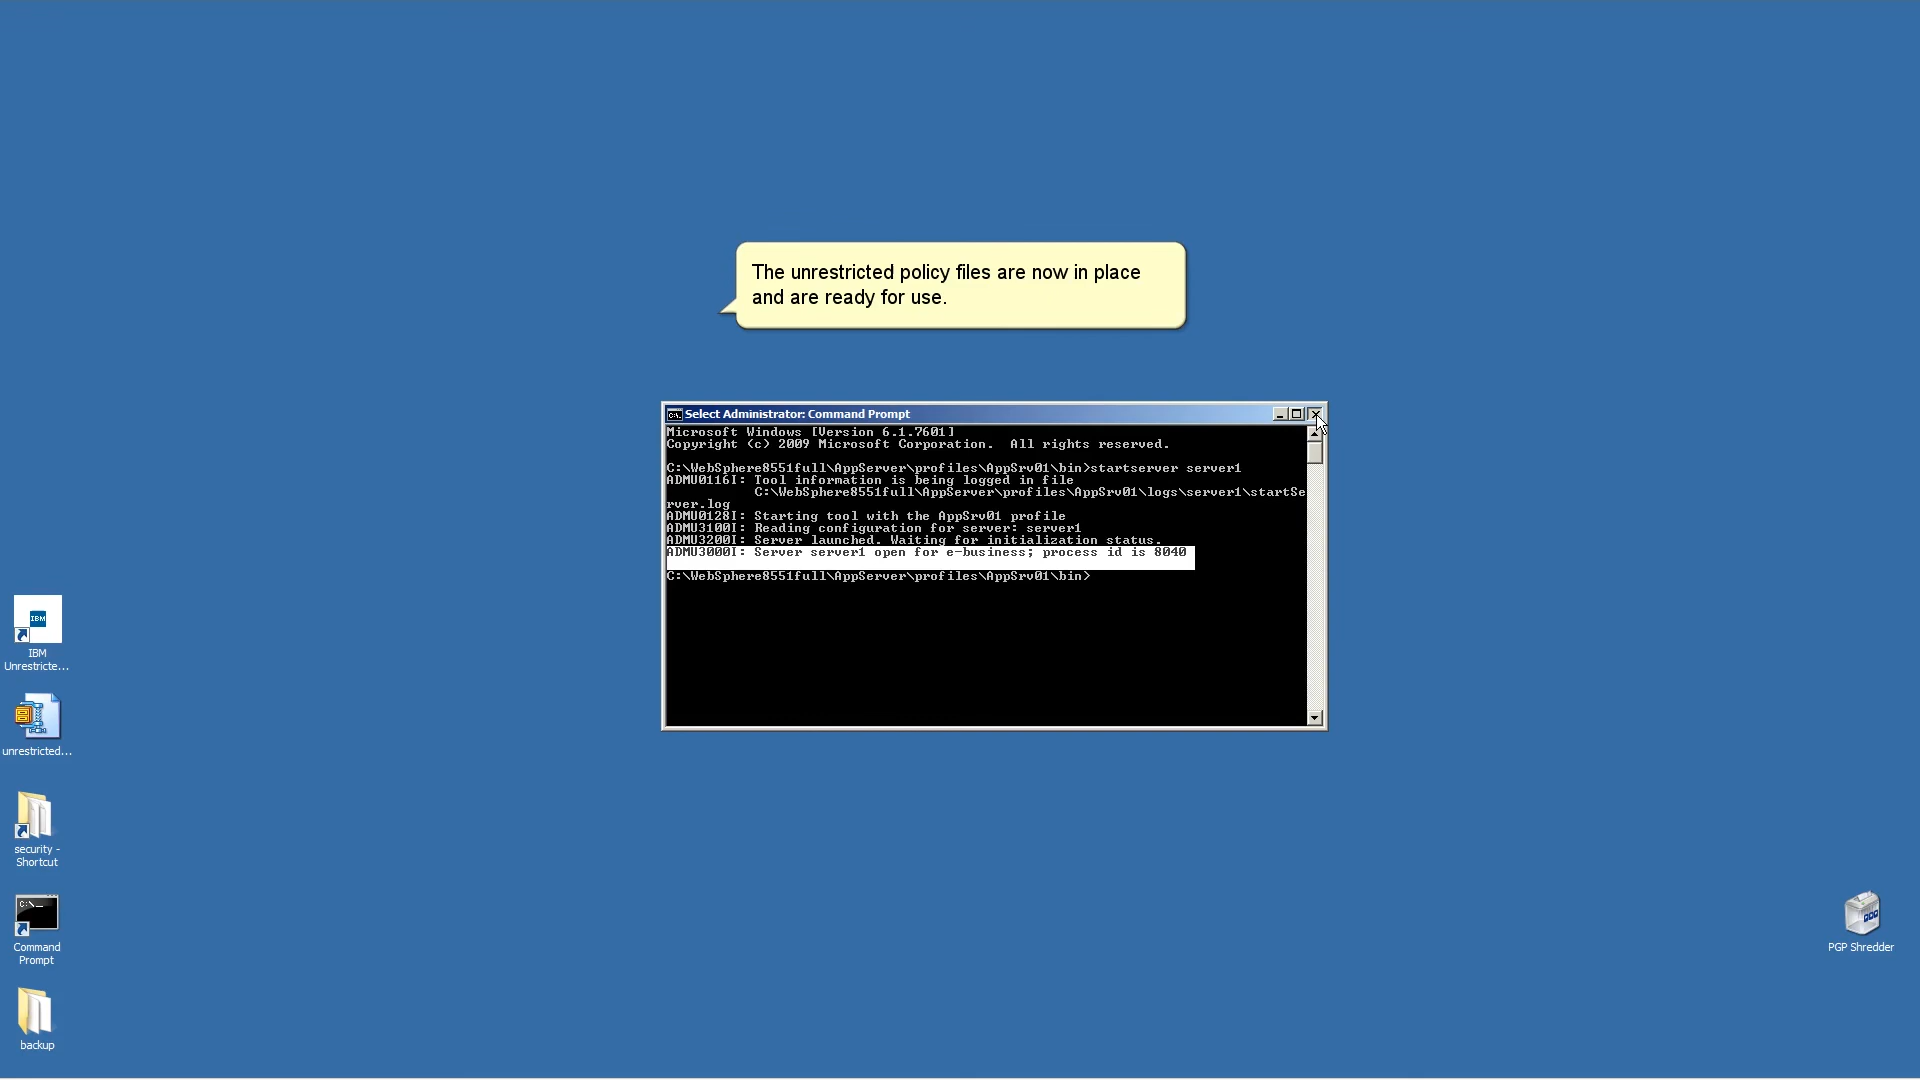 The unrestricted policy files are now in place
and are ready for use.
Select Administrator: Command Prompt
Microsoft Windows [Version 6.1.7601]
Copyright (c) 2009 Microsoft Corporation.  All rights reserved.
C:\WebSphere8551full\AppServer\profiles\AppSrv01\bin>startserver server1
ADMU0116I: Tool information is being logged in file
C:\WebSphere8551full\AppServer\profiles\AppSrv01\logs\server1\startSe
rver.log
ADMU0128I: Starting tool with the AppSrv01 profile
ADMU3100I: Reading configuration for server: server1
ADMU3200I: Server launched. Waiting for initialization status.
ADMU3000I: Server server1 open for e-business; process id is 8040
C:\WebSphere8551full\AppServer\profiles\AppSrv01\bin>
IBM
IBM
Unrestricte...
unrestricted...
security -
Shortcut
C:\._
Command
Prompt
backup
PGP Shredder